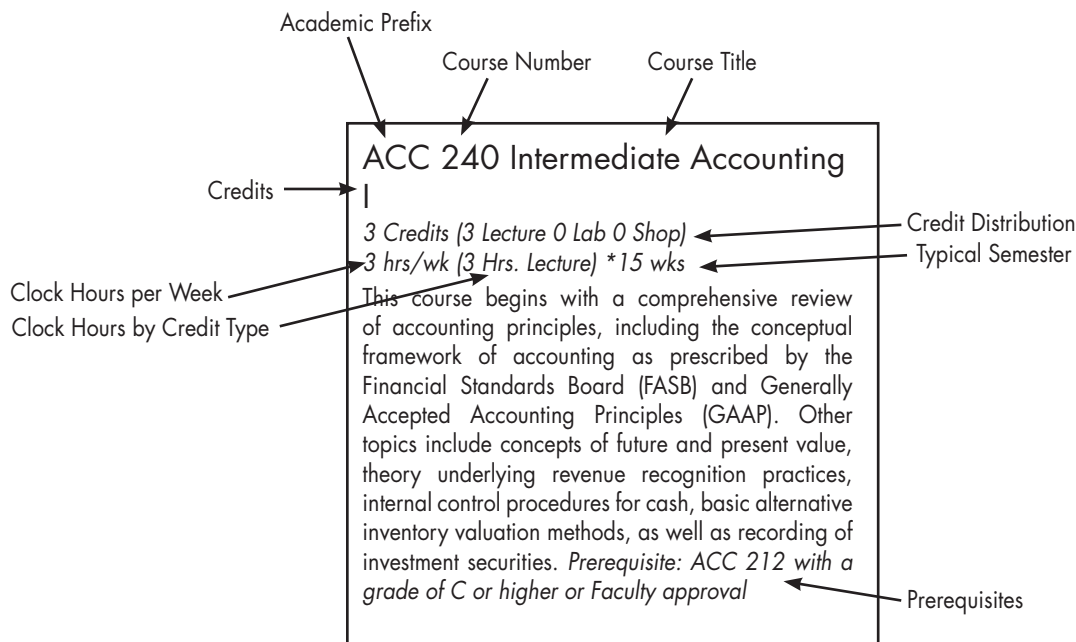 Academic Prefix
Course Number
Course Title
ACC 240 Intermediate Accounting
I
Credits
3 Credits (3 Lecture 0 Lab 0 Shop)
Credit Distribution
3 hrs/wk (3 Hrs. Lecture) *15 wks
Typical Semester
Clock Hours per Week
Clock Hours by Credit Type
This course begins with a comprehensive review
of accounting principles, including the conceptual
framework of accounting as prescribed by the
Financial Standards Board (FASB) and Generally
Accepted Accounting Principles (GAAP). Other
topics include concepts of future and present value,
theory underlying revenue recognition practices,
internal control procedures for cash, basic alternative
inventory valuation methods, as well as recording of
investment securities. Prerequisite: ACC 212 with a
grade of C or higher or Faculty approval
Prerequisites